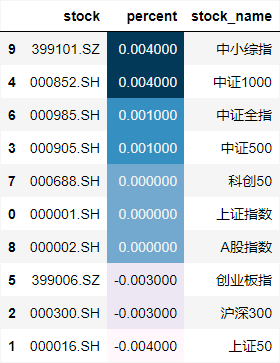 stock percent stock_name
9 399101.SZ 0.004000 中小综指
4 000852.SH 0.004000 中证1000
6 000985.SH 0.001000 中证全指
3 000905.SH 0.001000 中证500
7 000688.SH 0.000000 科创50
0 000001.SH 0.000000 上证指数
8 000002.SH 0.000000 A股指数
5 399006.SZ -0.003000 创业板指
2 000300.SH -0.003000 沪深300
1 000016.SH -0.004000 上证50